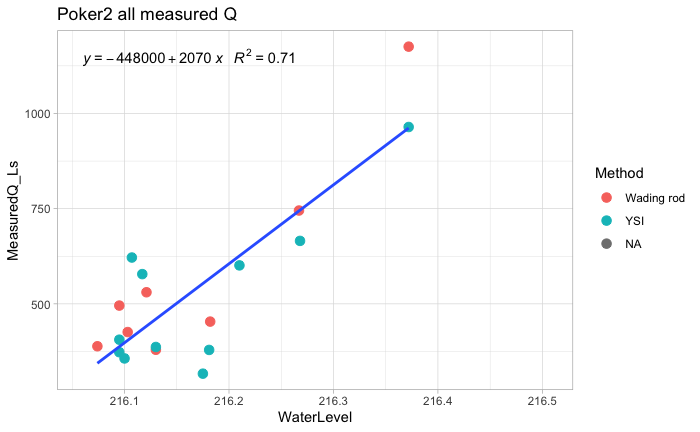 Poker2 all measured Q
y = −448000 + 2070 x R² = 0.71
MeasuredQ_Ls
1000
750
500
216.1 216.2 216.3 216.4 216.5
WaterLevel
Method
Wading rod
YSI
NA